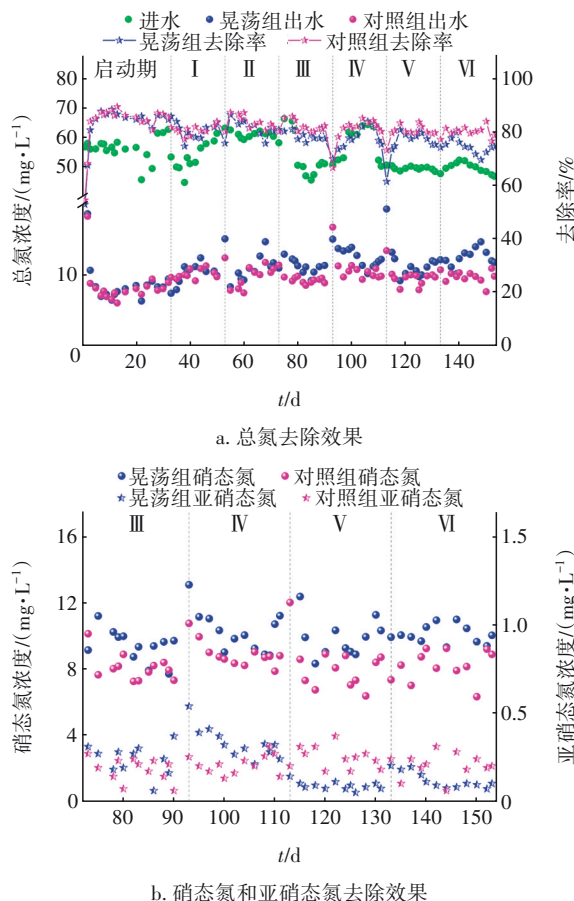 进水 晃荡组出水 对照组出水
晃荡组去除率 对照组去除率
启动期 Ⅰ Ⅱ Ⅲ Ⅳ Ⅴ Ⅵ
总氮浓度/(mg·L⁻¹)
80
70
60
50
10
0
去除率/%
100
80
60
40
20
0
0 20 40 60 80 100 120 140
t/d
a. 总氮去除效果
晃荡组硝态氮 对照组硝态氮
晃荡组亚硝态氮 对照组亚硝态氮
Ⅲ Ⅳ Ⅴ Ⅵ
硝态氮浓度/(mg·L⁻¹)
16
12
8
4
0
亚硝态氮浓度/(mg·L⁻¹)
1.5
1.0
0.5
0
80 90 100 110 120 130 140 150
t/d
b. 硝态氮和亚硝态氮去除效果